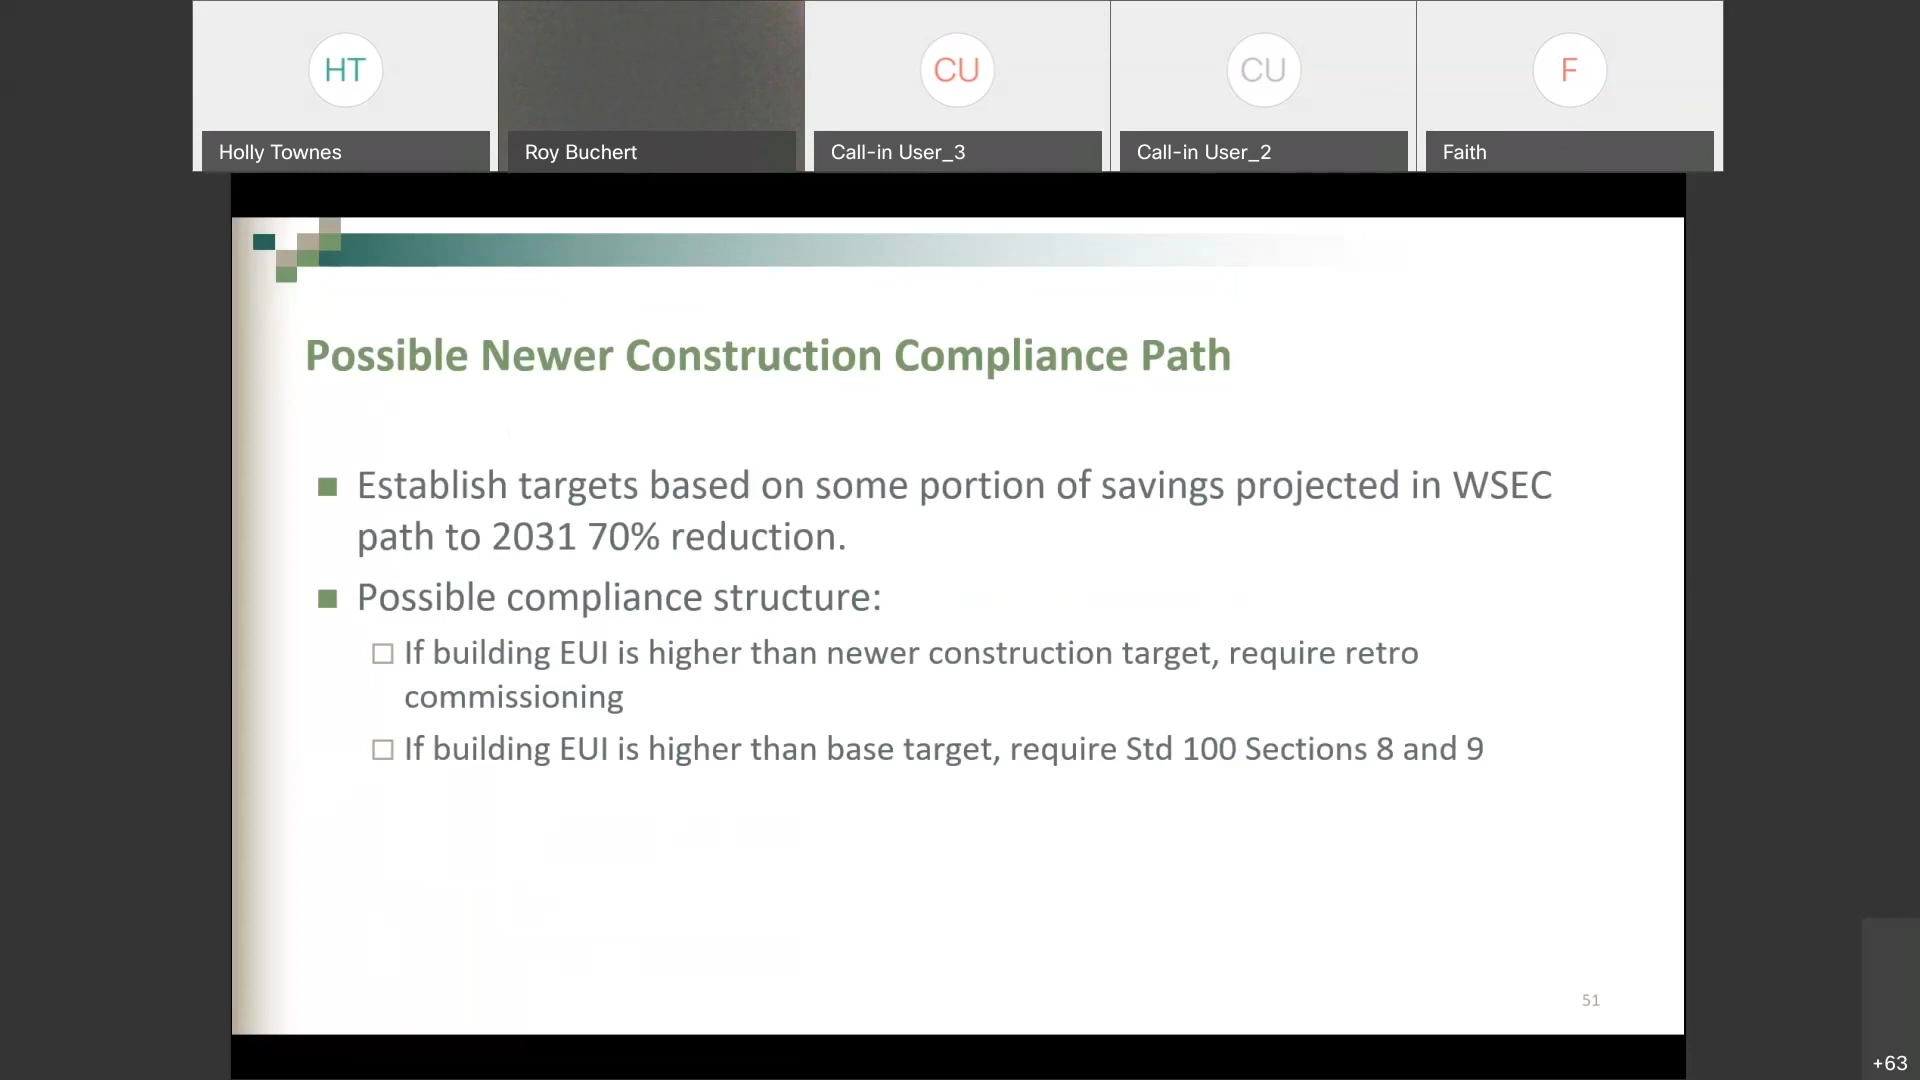 HT
CU
CU
F
Holly Townes
Roy Buchert
Call-in User_3
Call-in User_2
Faith
Possible Newer Construction Compliance Path
Establish targets based on some portion of savings projected in WSEC
path to 2031 70% reduction.
Possible compliance structure:
If building EUI is higher than newer construction target, require retro
commissioning
If building EUI is higher than base target, require Std 100 Sections 8 and 9
51
+63